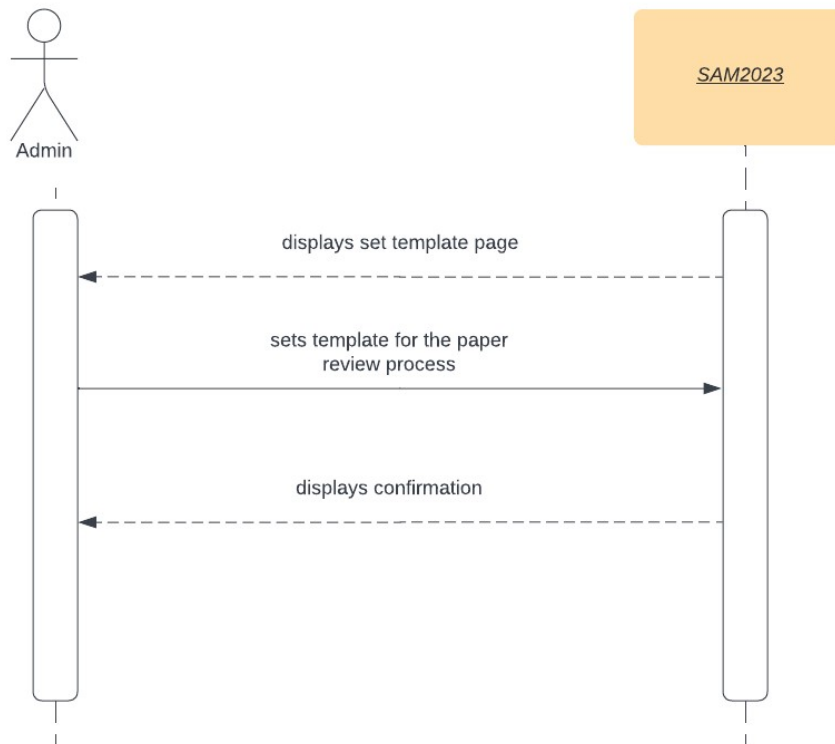 SAM2023
Admin
displays set template page
sets template for the paper
review process
displays confirmation